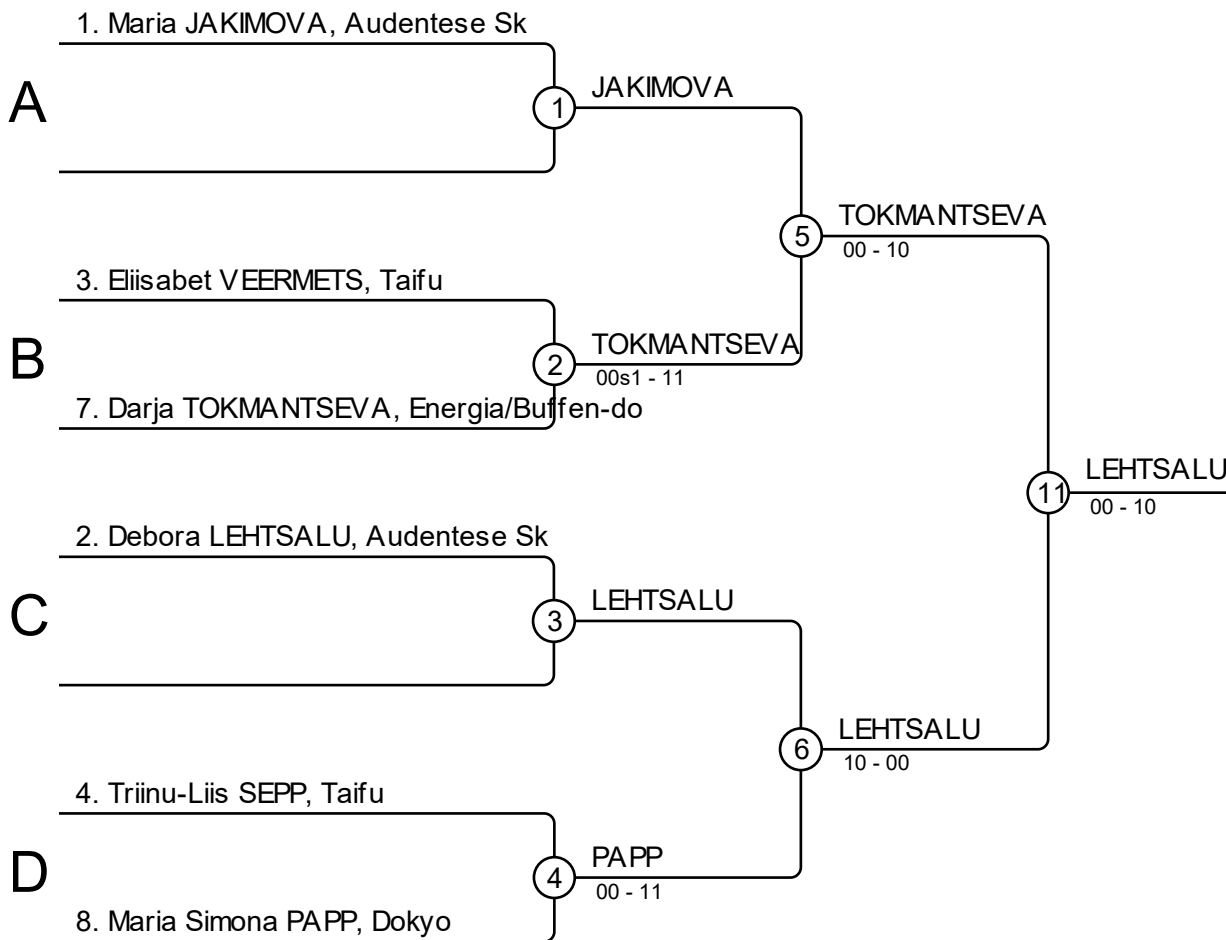 1. Maria JAKIMOVA, Audentese Sk
A
1
JAKIMOVA
5
TOKMANTSEVA
00 - 10
3. Eliisabet VEERMETS, Taifu
B
2
TOKMANTSEVA
00s1 - 11
7. Darja TOKMANTSEVA, Energia/Buffen-do
11
LEHTSALU
00 - 10
2. Debora LEHTSALU, Audentese Sk
C
3
LEHTSALU
6
LEHTSALU
10 - 00
4. Triinu-Liis SEPP, Taifu
D
4
PAPP
00 - 11
8. Maria Simona PAPP, Dokyo